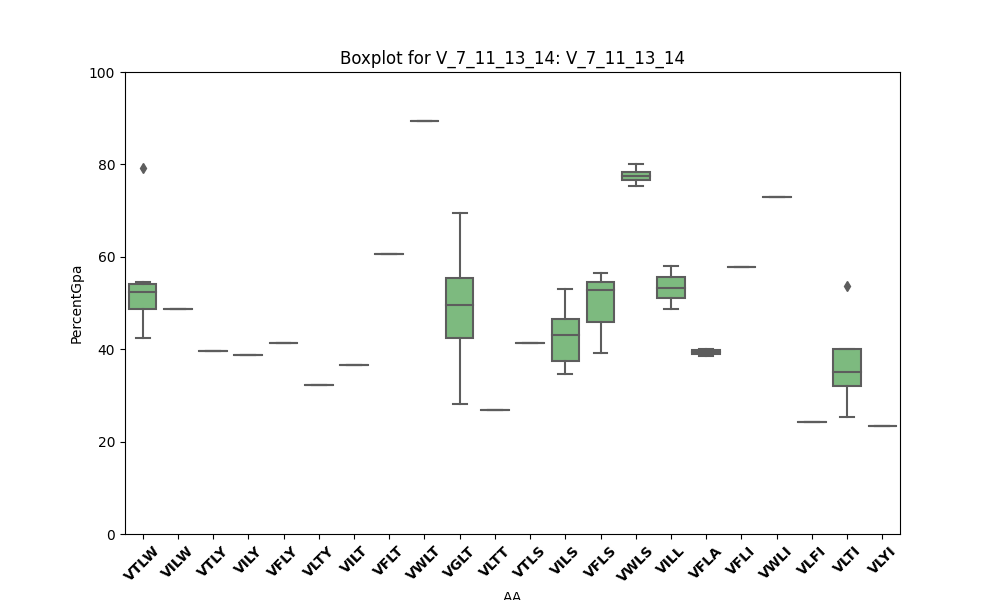 Boxplot for V_7_11_13_14: V_7_11_13_14
100
80
60
40
20
0
PercentGpa
VTLW VILW VTLY VILY VFLY VLTY VILT VFLT VWLT VGLT VLTT VTLS VILS VFLS VWLS VILL VFLA VFLI VWLI VLFI VLTI VLYI
AA